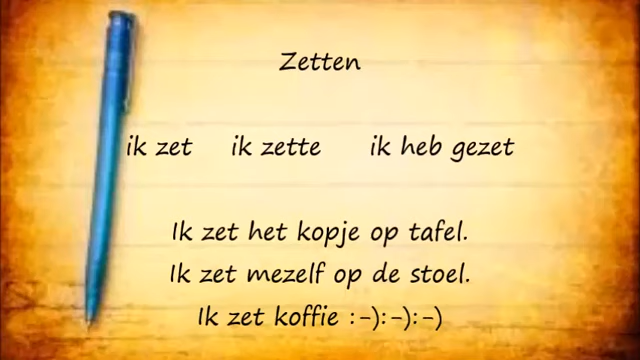 Zetten
ik zet ik zette ik heb gezet
Ik zet het kopje op tafel.
Ik zet mezelf op de stoel.
Ik zet koffie :-):-):-)